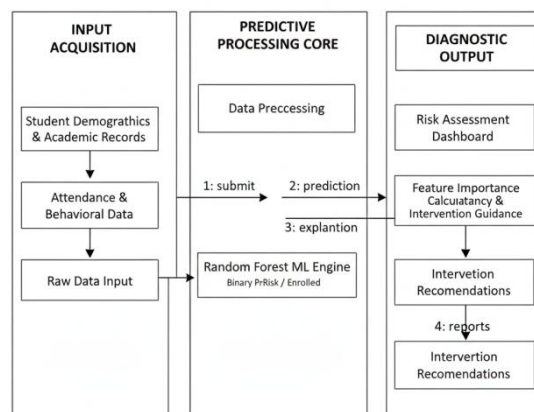 INPUT
ACQUISITION
Student Demograthics
& Academic Records
Attendance &
Behavioral Data
Raw Data Input
PREDICTIVE
PROCESSING CORE
Data Preccessing
1: submit
2: prediction
3: explantion
Random Forest ML Engine
Binary PrRisk / Enrolled
DIAGNOSTIC
OUTPUT
Risk Assessment
Dashboard
Feature Importance
Calcuatancy &
Intervention Guidance
Intervetion
Recomendations
4: reports
Intervertion
Recomendations